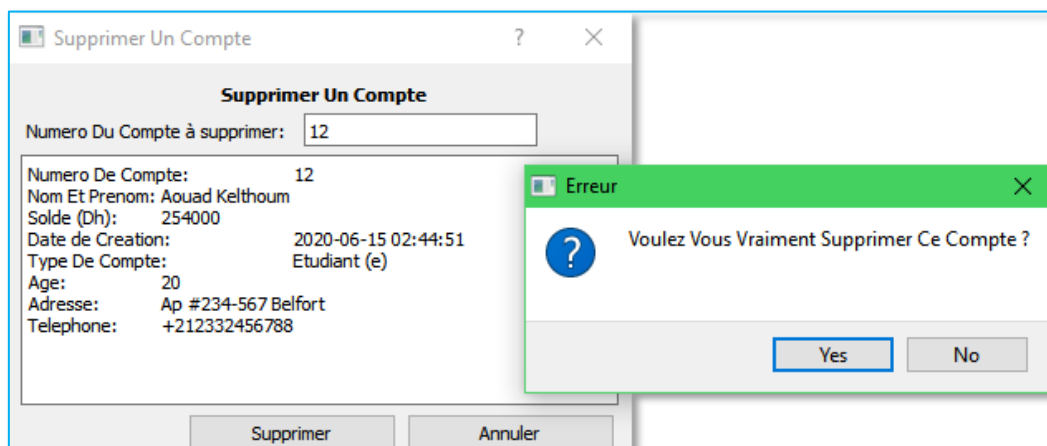 Supprimer Un Compte ?
Supprimer Un Compte
Numero Du Compte à supprimer: 12
Numero De Compte: 12
Nom Et Prenom: Aouad Kelthoum
Solde (Dh): 254000
Date de Creation: 2020-06-15 02:44:51
Type De Compte: Etudiant (e)
Age: 20
Adresse: Ap #234-567 Belfort
Telephone: +212332456788
Supprimer Annuler
Erreur
Voulez Vous Vraiment Supprimer Ce Compte ?
Yes No